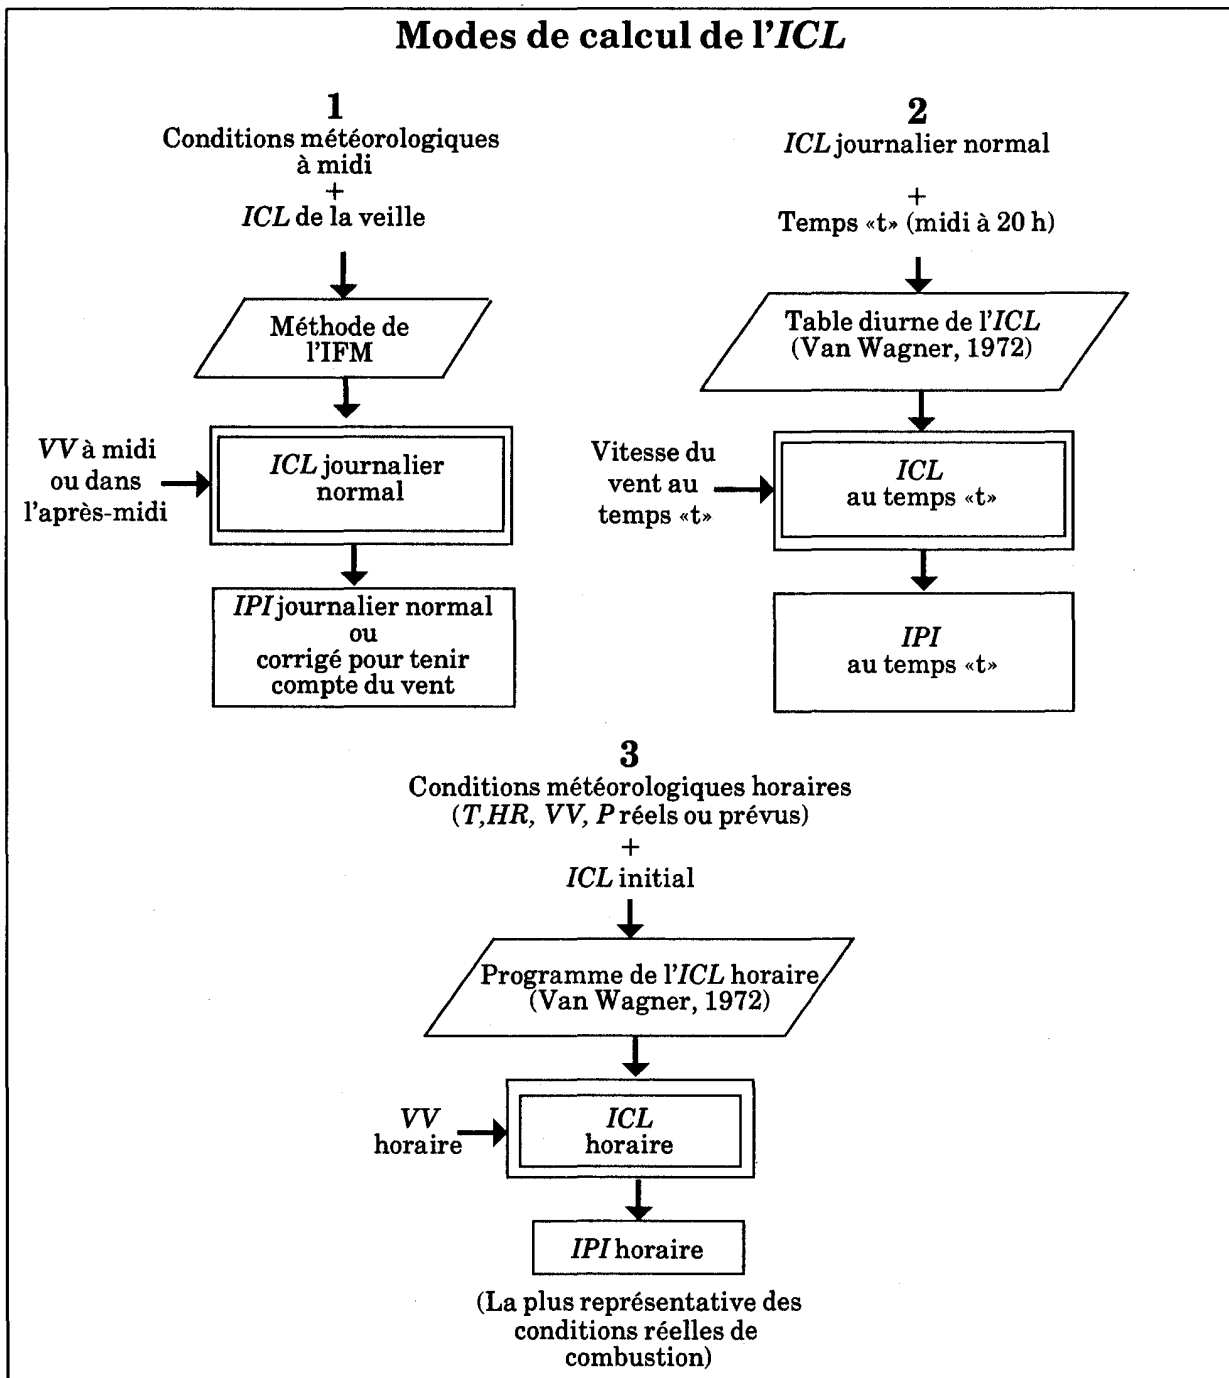 Modes de calcul de l'ICL
1
Conditions météorologiques
à midi
+
ICL de la veille
Méthode de
l'IFM
VV à midi
ou dans
l'après-midi
ICL journalier
normal
IPI journalier normal
ou
corrigé pour tenir
compte du vent
2
ICL journalier normal
+
Temps «t» (midi à 20 h)
Table diurne de l'ICL
(Van Wagner, 1972)
Vitesse du
vent au
temps «t»
ICL
au temps «t»
IPI
au temps «t»
3
Conditions météorologiques horaires
(T,HR, VV, P réels ou prévus)
+
ICL initial
Programme de l'ICL horaire
(Van Wagner, 1972)
VV
horaire
ICL
horaire
IPI horaire
(La plus représentative des
conditions réelles de
combustion)